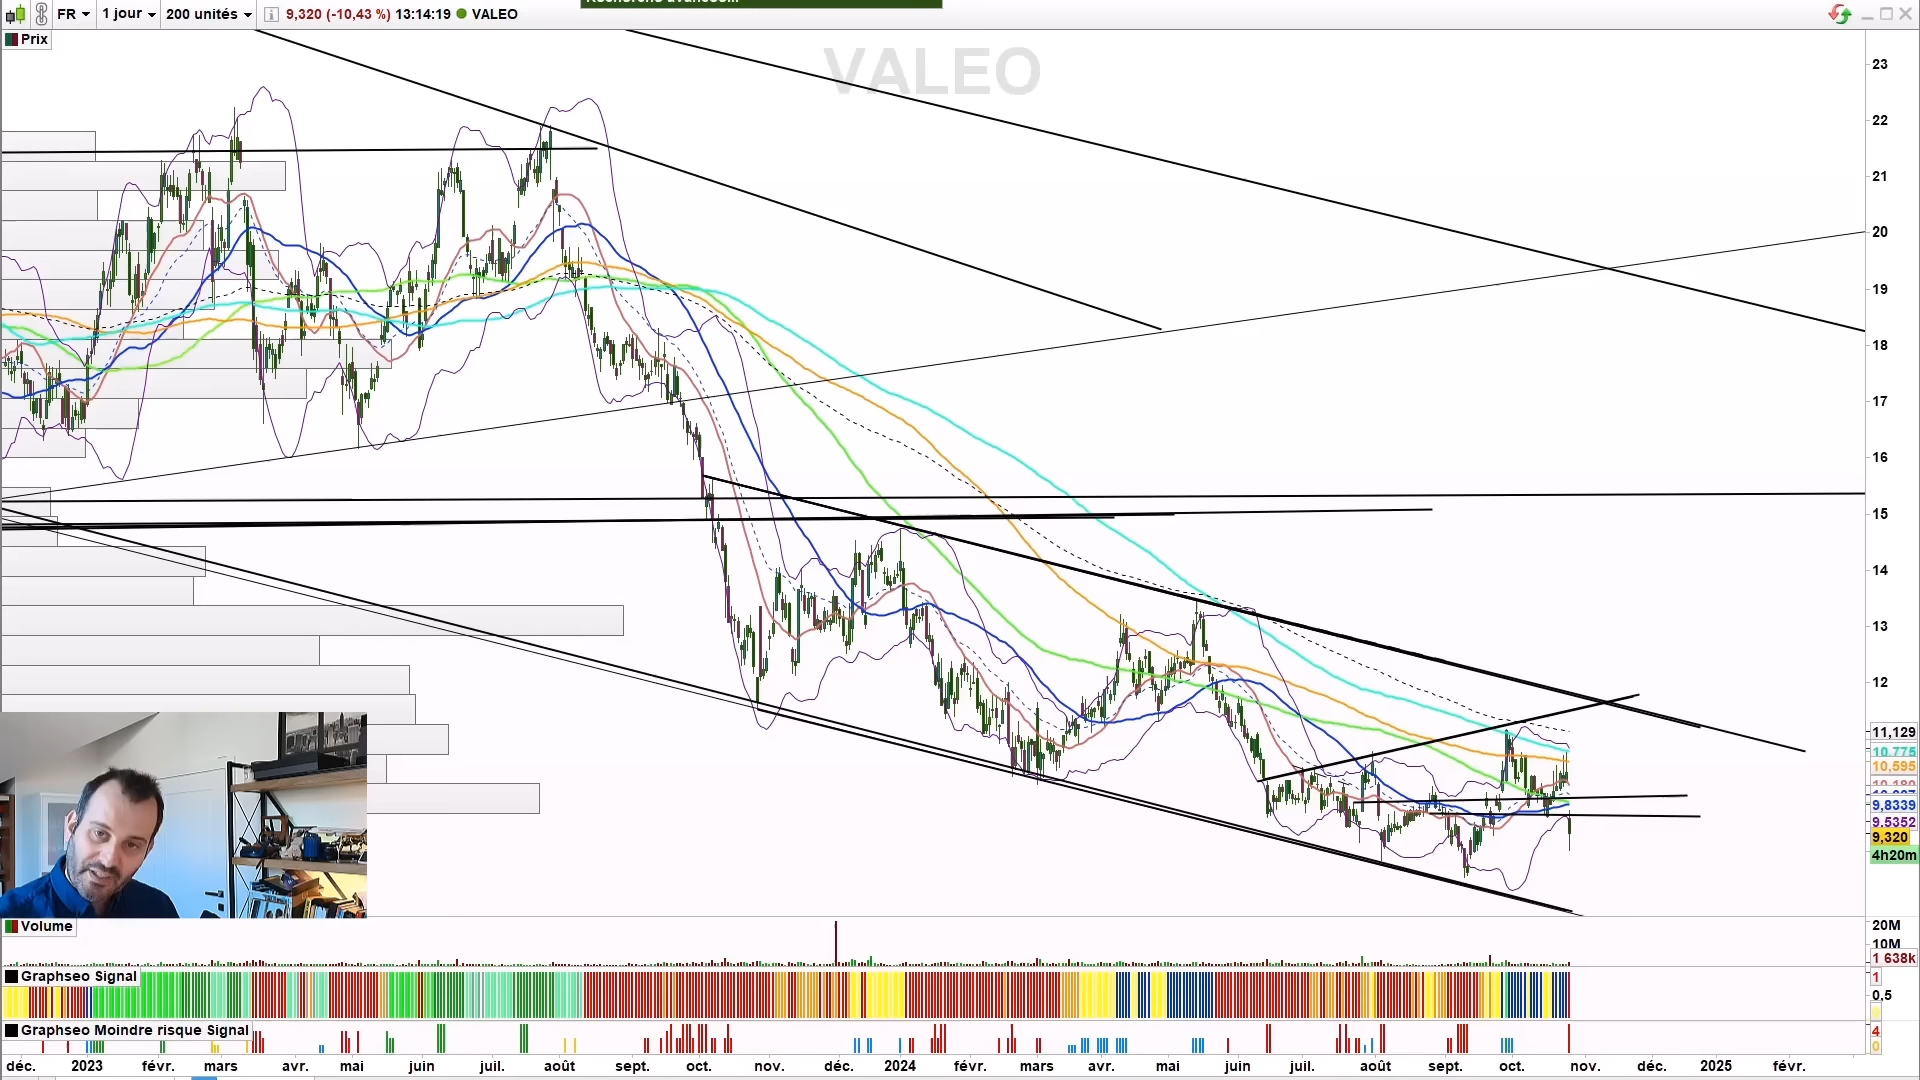 FR 1 jour 200 unités 9,320 (-10,43 %) 13:14:19 VALEO
Prix
VALEO
23
22
21
20
19
18
17
16
15
14
13
12
11,129
10,775
10,595
9,8339
9,5352
9,320
4h20m
Volume
20M
10M
1 638k
Graphseo Signal
1
0,5
Graphseo Moindre risque Signal
4
0
déc. 2023 févr. mars avr. mai juin juil. août sept. oct. nov. déc. 2024 févr. mars avr. mai juin juil. août sept. oct. nov. déc. 2025 févr.